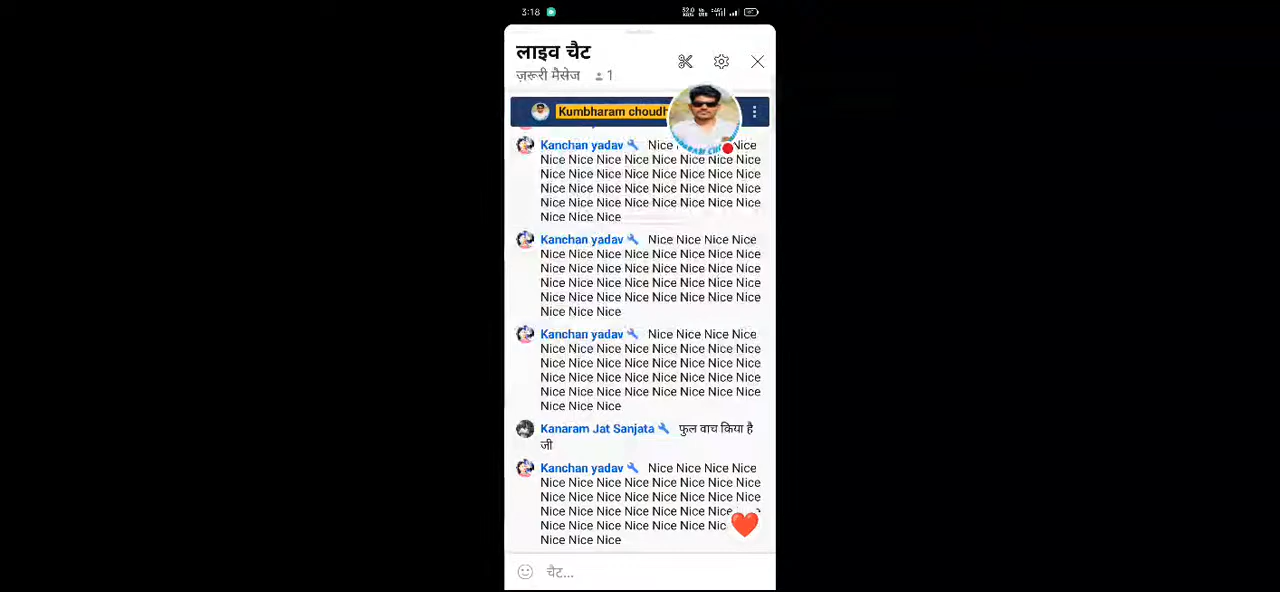 3:18
52.0
KB/S
लाइव चैट
ज़रूरी मैसेज 1
Kumbharam choudh
Kanchan yadav Nice Nice
Nice Nice Nice Nice Nice Nice Nice Nice
Nice Nice Nice Nice Nice Nice Nice Nice
Nice Nice Nice Nice Nice Nice Nice Nice
Nice Nice Nice Nice Nice Nice Nice Nice
Nice Nice Nice
Kanchan yadav Nice Nice Nice Nice
Nice Nice Nice Nice Nice Nice Nice Nice
Nice Nice Nice Nice Nice Nice Nice Nice
Nice Nice Nice Nice Nice Nice Nice Nice
Nice Nice Nice Nice Nice Nice Nice Nice
Nice Nice Nice
Kanchan yadav Nice Nice Nice Nice
Nice Nice Nice Nice Nice Nice Nice Nice
Nice Nice Nice Nice Nice Nice Nice Nice
Nice Nice Nice Nice Nice Nice Nice Nice
Nice Nice Nice Nice Nice Nice Nice Nice
Nice Nice Nice
Kanaram Jat Sanjata फुल वाच किया है
जी
Kanchan yadav Nice Nice Nice Nice
Nice Nice Nice Nice Nice Nice Nice Nice
Nice Nice Nice Nice Nice Nice Nice Nice
Nice Nice Nice Nice Nice Nice Nice
Nice Nice Nice Nice Nice Nice Nic
Nice Nice Nice
चैट...